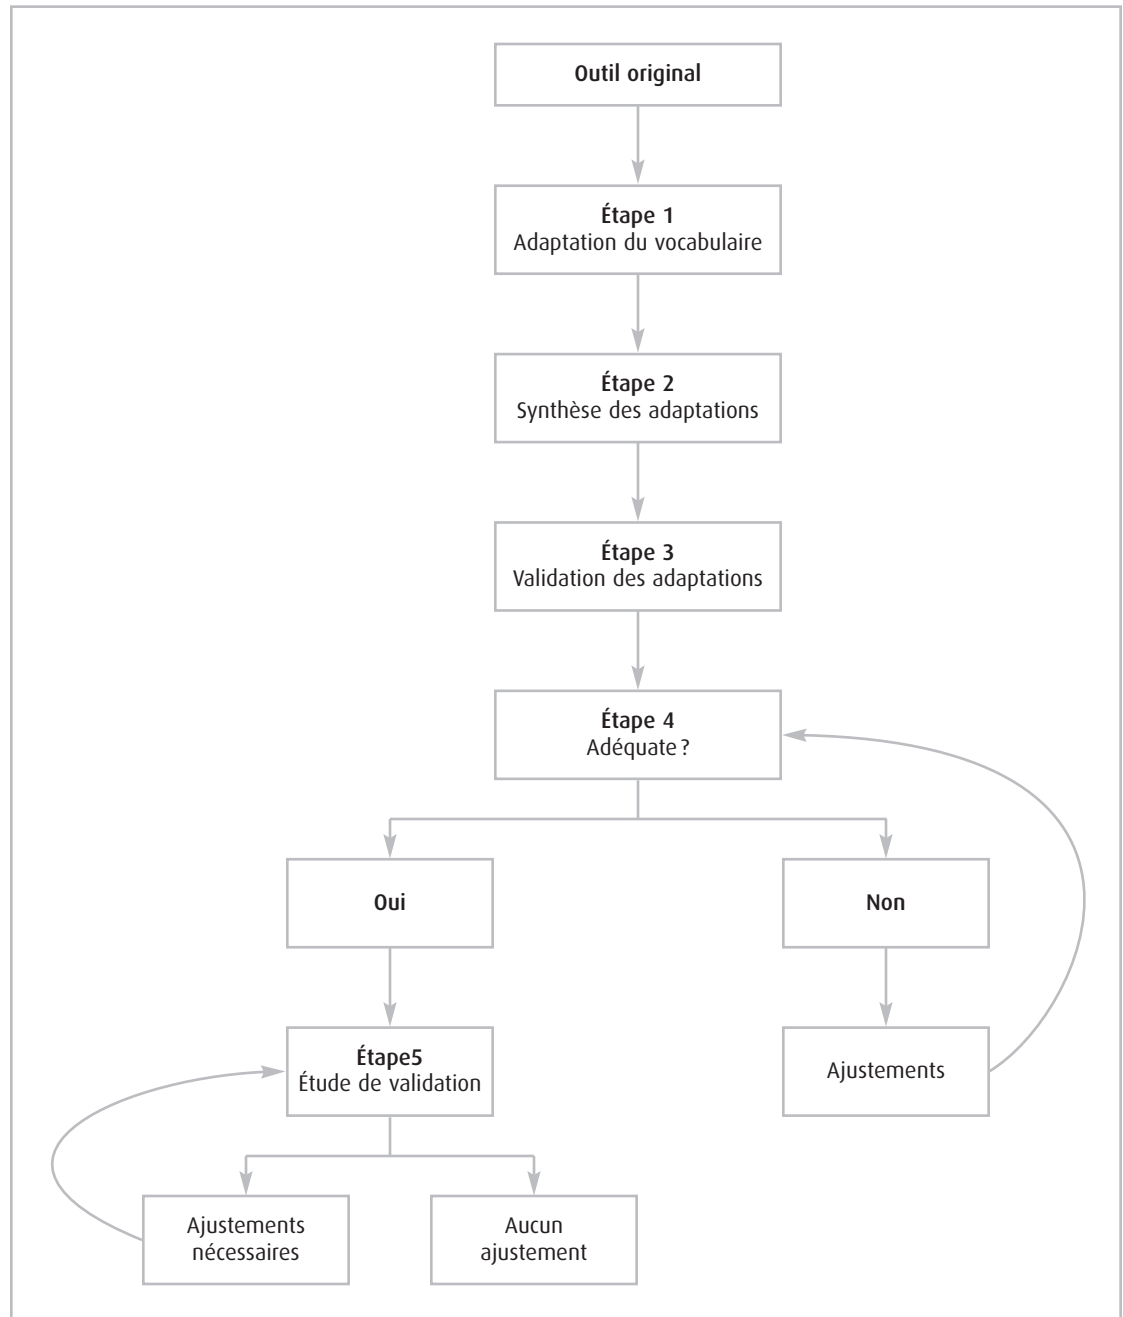 Outil original
Étape 1
Adaptation du vocabulaire
Étape 2
Synthèse des adaptations
Étape 3
Validation des adaptations
Étape 4
Adéquate ?
Oui
Non
Étape5
Étude de validation
Ajustements
Ajustements
nécessaires
Aucun
ajustement